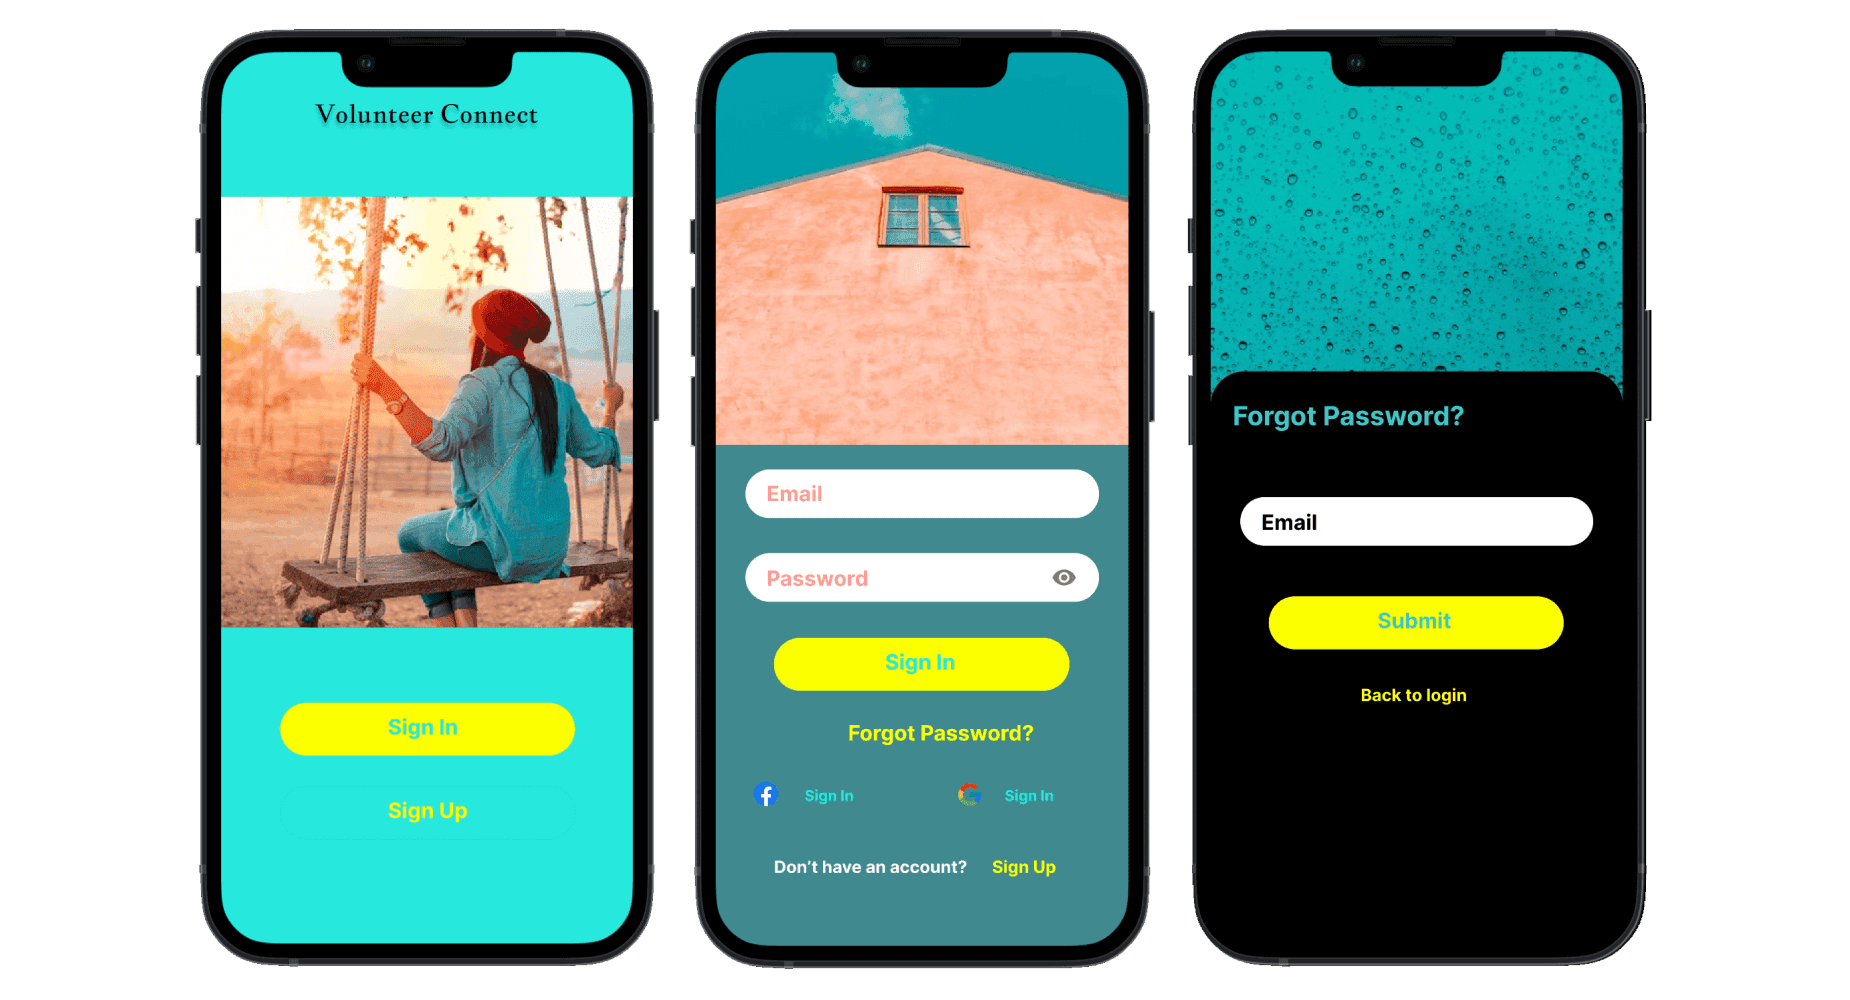 Volunteer Connect
Sign In
Sign Up
Email
Password
Sign In
Forgot Password?
Sign In
Sign In
Don’t have an account? Sign Up
Forgot Password?
Email
Submit
Back to login